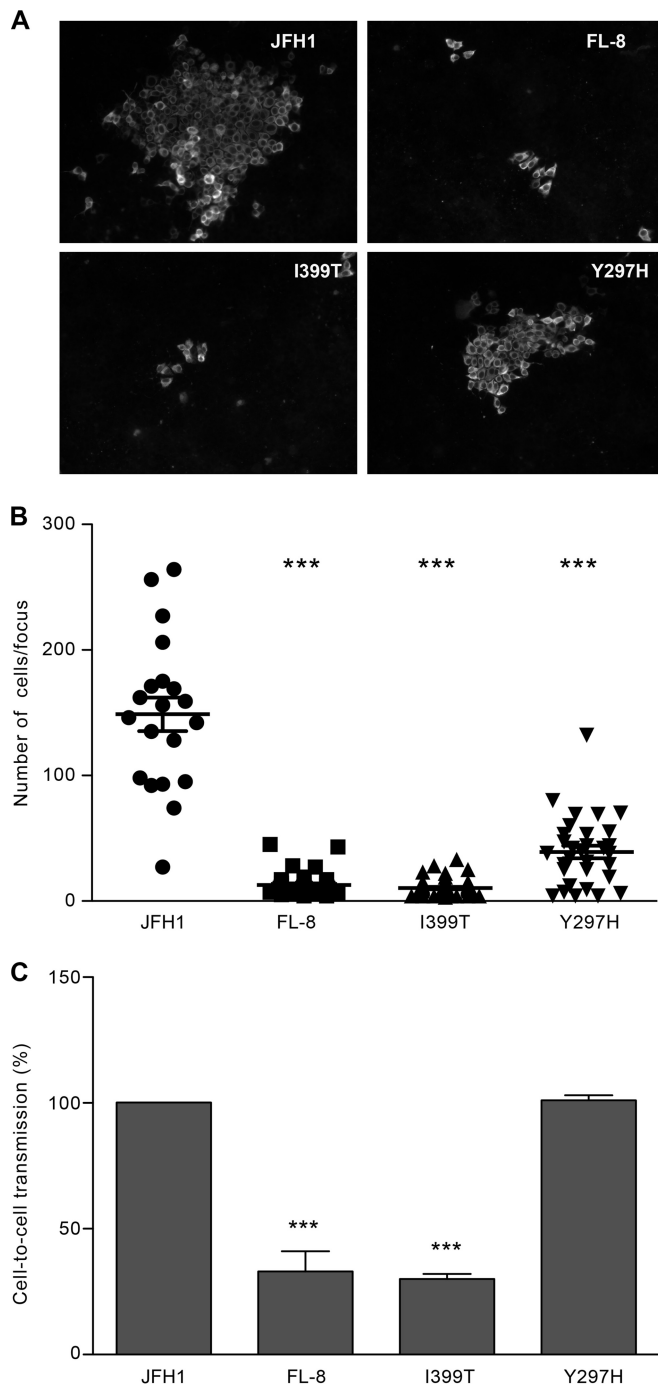 A
JFH1
FL-8
I399T
Y297H
B
Number of cells/focus
300
200
100
0
*** *** ***
JFH1 FL-8 I399T Y297H
C
Cell-to-cell transmission (%)
150
100
50
0
*** ***
JFH1 FL-8 I399T Y297H